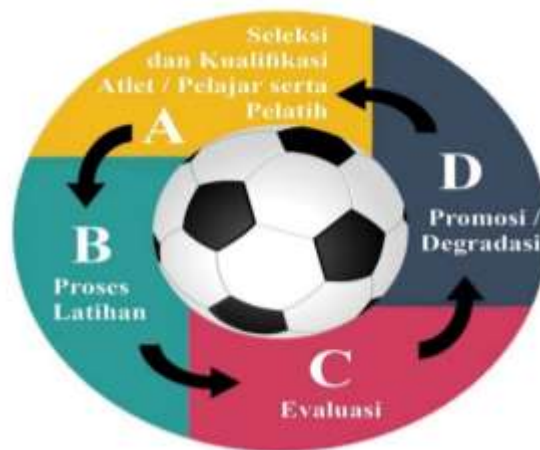 Seleksi
dan Kualifikasi
Atlet / Pelajar serta
Pelatih
A
B
Proses
Latihan
C
Evaluasi
D
Promosi /
Degradasi